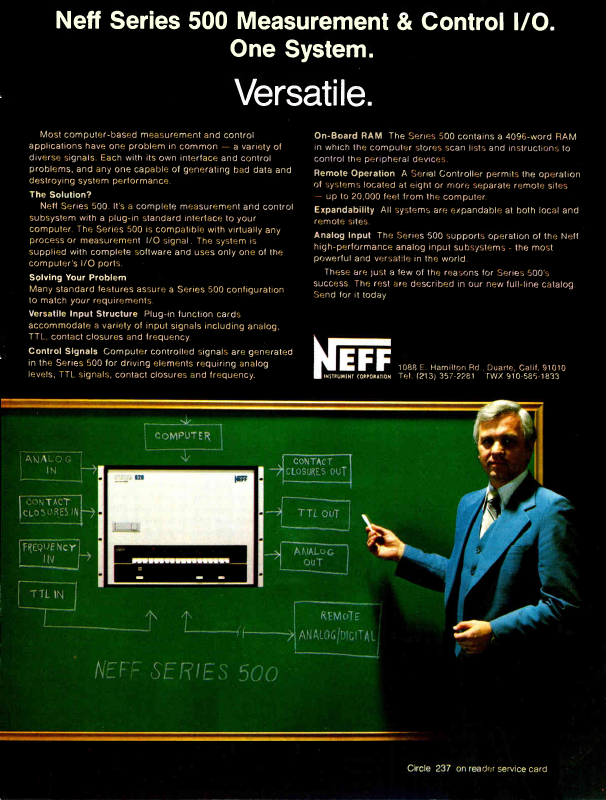 Neff Series 500 Measurement & Control I/O.
One System.
Versatile.
Most computer-based measurement and control
applications have one problem in common — a variety of
diverse signals. Each with its own interface and control
problems, and any one capable of generating bad data and
destroying system performance.
The Solution?
Neff Series 500. It's a complete measurement and control
subsystem with a plug-in standard interface to your
computer. The Series 500 is compatible with virtually any
process or measurement I/O signal. The system is
supplied with complete software and uses only one of the
computer's I/O ports.
Solving Your Problem
Many standard features assure a Series 500 configuration
to match your requirements.
Versatile Input Structure Plug-in function cards
accommodate a variety of input signals including analog,
TTL, contact closures and frequency.
Control Signals Computer controlled signals are generated
in the Series 500 for driving elements requiring analog
levels, TTL signals, contact closures and frequency.
On-Board RAM The Series 500 contains a 4096-word RAM
in which the computer stores scan lists and instructions to
control the peripheral devices.
Remote Operation A Serial Controller permits the operation
of systems located at eight or more separate remote sites
— up to 20,000 feet from the computer.
Expandability All systems are expandable at both local and
remote sites.
Analog Input The Series 500 supports operation of the Neff
high-performance analog input subsystems - the most
powerful and versatile in the world.
These are just a few of the reasons for Series 500's
success. The rest are described in our new full-line catalog.
Send for it today
NEFF
INSTRUMENT CORPORATION
1088 E. Hamilton Rd., Duarte, Calif. 91010
Tel. (213) 357-2281 TWX 910-585-1833
COMPUTER
ANALOG
IN
CONTACT
CLOSURES IN
FREQUENCY
IN
TTL IN
620
NEFF
CONTACT
CLOSURES OUT
TTL OUT
ANALOG
OUT
REMOTE
ANALOG/DIGITAL
NEFF SERIES 500
Circle 237 on reader service card